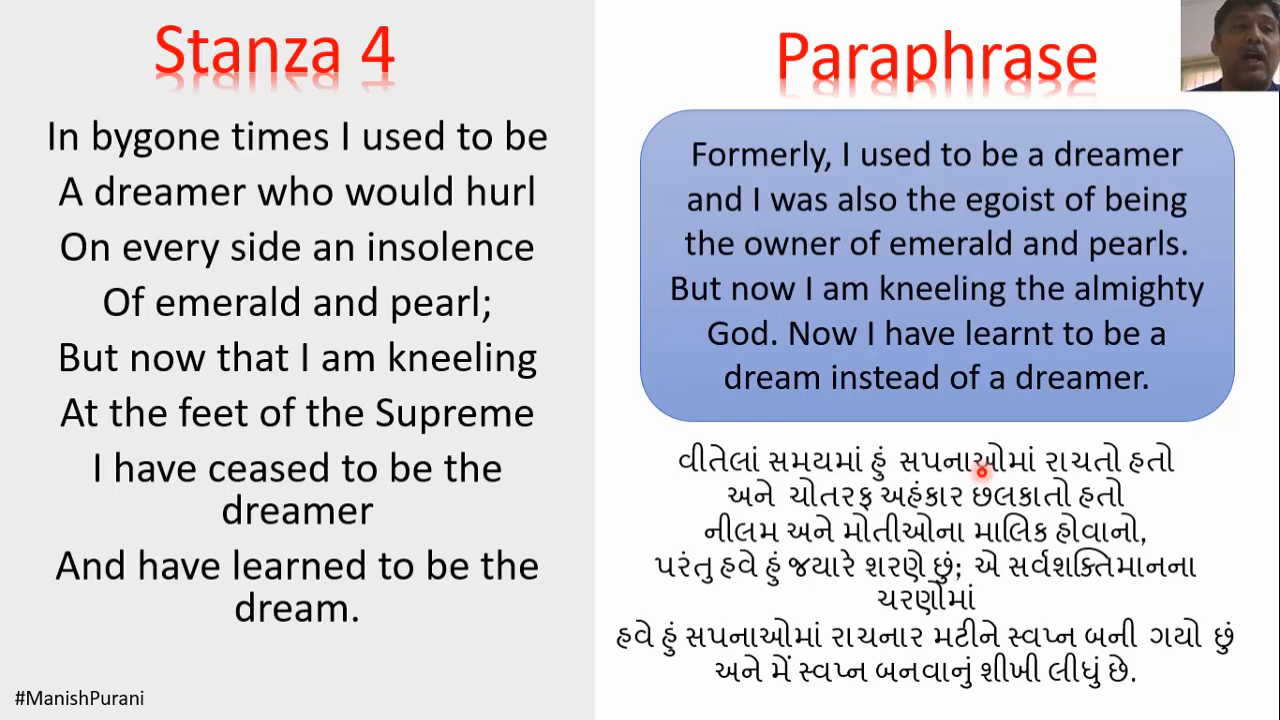 Stanza 4
In bygone times I used to be
A dreamer who would hurl
On every side an insolence
Of emerald and pearl;
But now that I am kneeling
At the feet of the Supreme
I have ceased to be the
dreamer
And have learned to be the
dream.
#ManishPurani
Paraphrase
Formerly, I used to be a dreamer
and I was also the egoist of being
the owner of emerald and pearls.
But now I am kneeling the almighty
God. Now I have learnt to be a
dream instead of a dreamer.
વીતેલાં સમયમાં હું સપનાઓમાં રાચતો હતો
અને ચોતરફ અહંકાર છલકાતો હતો
નીલમ અને મોતીઓના માલિક હોવાનો,
પરંતુ હવે હું જયારે શરણે છું; એ સર્વશક્તિમાનના
ચરણોમાં
હવે હું સપનાઓમાં રાચનાર મટીને સ્વપ્ન બની ગયો છું
અને મેં સ્વપ્ન બનવાનું શીખી લીધું છે.